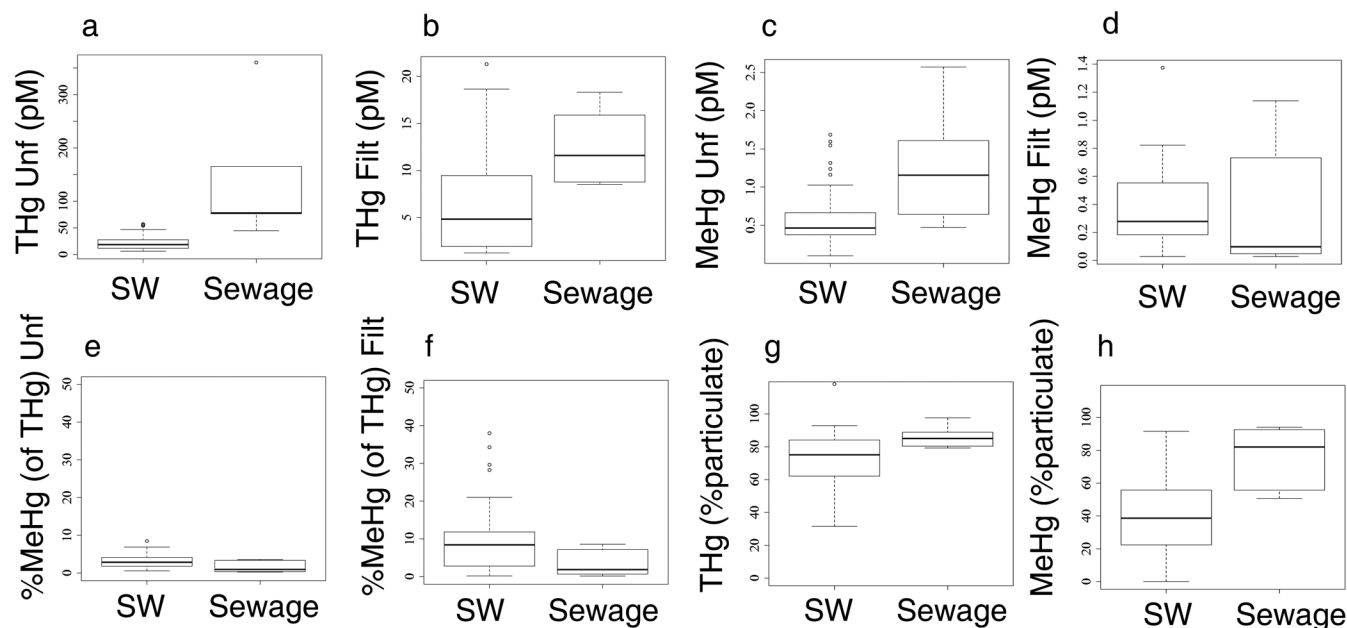 a
THg Unf (pM)
0
50
100
150
200
300
SW
Sewage
b
THg Filt (pM)
5
10
15
20
SW
Sewage
c
MeHg Unf (pM)
0.5
1.0
1.5
2.0
2.5
SW
Sewage
d
MeHg Filt (pM)
0.0
0.2
0.4
0.6
0.8
1.0
1.2
1.4
SW
Sewage
e
%MeHg (of THg) Unf
0
10
20
30
40
50
SW
Sewage
f
%MeHg (of THg) Filt
0
10
20
30
40
50
SW
Sewage
g
THg (%particulate)
0
20
40
60
80
100
SW
Sewage
h
MeHg (%particulate)
0
20
40
60
80
100
SW
Sewage